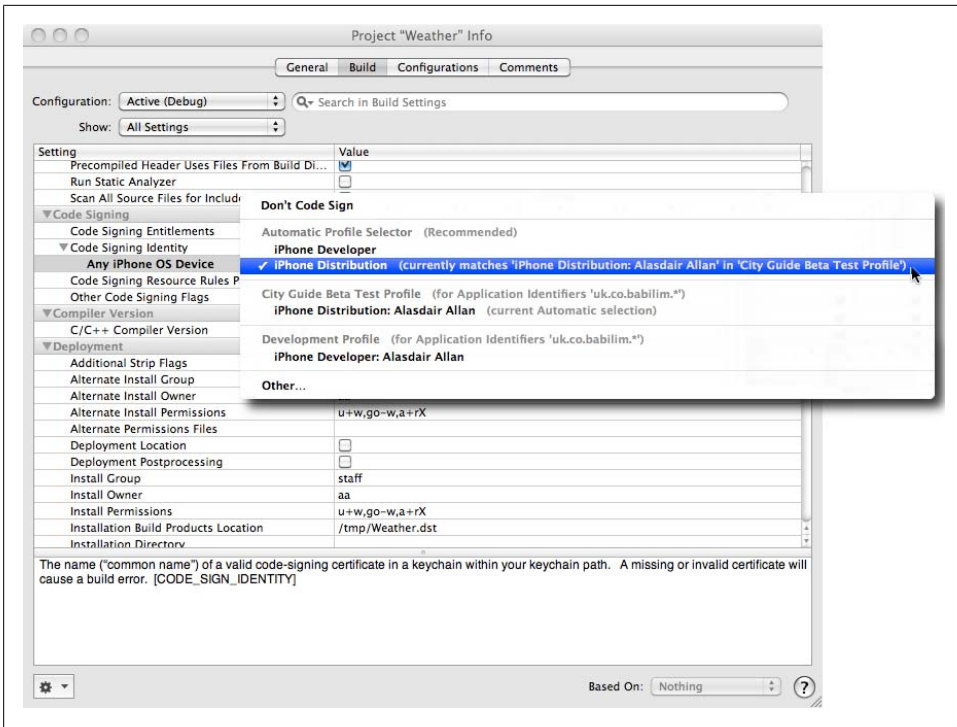 Project “Weather” Info
General Build Configurations Comments
Configuration: Active (Debug) Search in Build Settings
Show: All Settings
Setting Value
Precompiled Header Uses Files From Build Di...
Run Static Analyzer
Scan All Source Files for Include
Code Signing
Code Signing Entitlements
Code Signing Identity
Any iPhone OS Device
Code Signing Resource Rules P
Other Code Signing Flags
Compiler Version
C/C++ Compiler Version
Deployment
Additional Strip Flags
Alternate Install Group
Alternate Install Owner
Alternate Install Permissions u+w,go-w,a+rX
Alternate Permissions Files
Deployment Location
Deployment Postprocessing
Install Group staff
Install Owner aa
Install Permissions u+w,go-w,a+rX
Installation Build Products Location /tmp/Weather.dst
Installation Directory
Don't Code Sign
Automatic Profile Selector (Recommended)
iPhone Developer
✓ iPhone Distribution (currently matches 'iPhone Distribution: Alasdair Allan' in 'City Guide Beta Test Profile')
City Guide Beta Test Profile (for Application Identifiers 'uk.co.babilim.*')
iPhone Distribution: Alasdair Allan (current Automatic selection)
Development Profile (for Application Identifiers 'uk.co.babilim.*')
iPhone Developer: Alasdair Allan
Other...
The name (“common name”) of a valid code-signing certificate in a keychain within your keychain path. A missing or invalid certificate will
cause a build error. [CODE_SIGN_IDENTITY]
Based On: Nothing ?